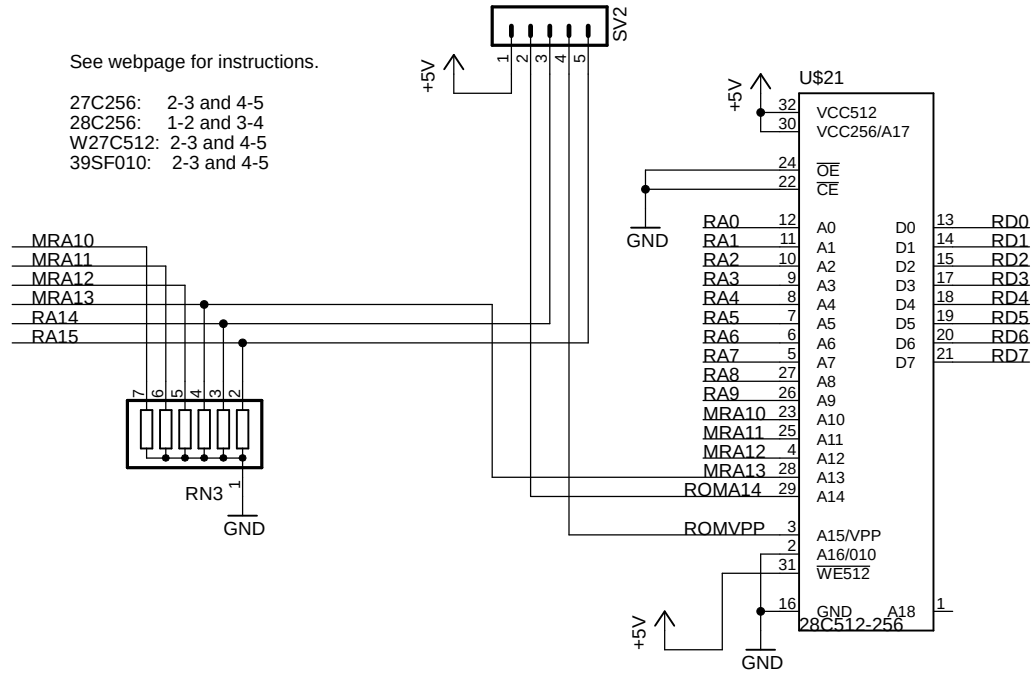 SV2
1 2 3 4 5
+5V
See webpage for instructions.
27C256: 2-3 and 4-5
28C256: 1-2 and 3-4
W27C512: 2-3 and 4-5
39SF010: 2-3 and 4-5
MRA10
MRA11
MRA12
MRA13
RA14
RA15
7 6 5 4 3 2
RN3
1
GND
+5V
U$21
32 VCC512
30 VCC256/A17
24 OE
22 CE
GND
RA0 12 A0 D0 13 RD0
RA1 11 A1 D1 14 RD1
RA2 10 A2 D2 15 RD2
RA3 9 A3 D3 17 RD3
RA4 8 A4 D4 18 RD4
RA5 7 A5 D5 19 RD5
RA6 6 A6 D6 20 RD6
RA7 5 A7 D7 21 RD7
RA8 27 A8
RA9 26 A9
MRA10 23 A10
MRA11 25 A11
MRA12 4 A12
MRA13 28 A13
ROMA14 29 A14
ROMVPP 3 A15/VPP
2 A16/010
31 WE512
16 GND A18 1
28C512-256
+5V
GND